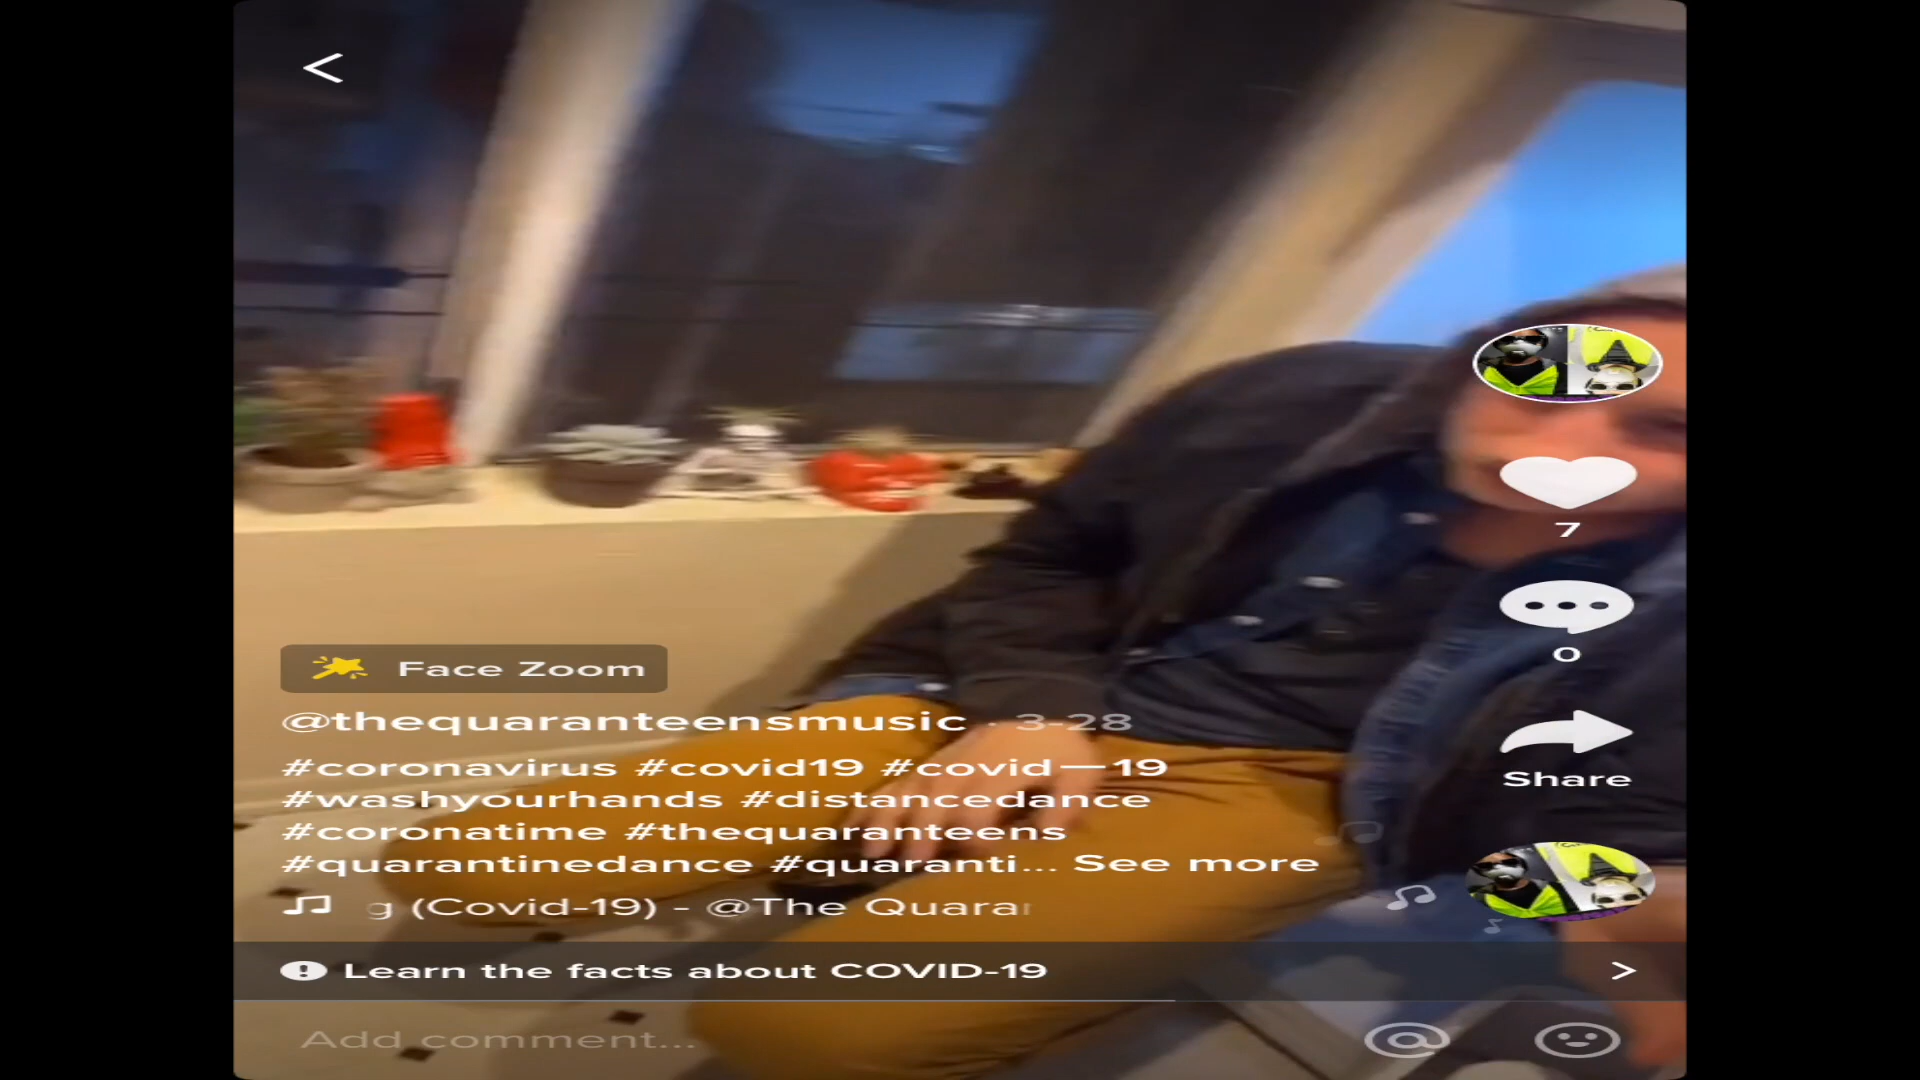 7
0
Share
Face Zoom
@thequaranteensmusic · 3-28
#coronavirus #covid19 #covid—19
#washyourhands #distancedance
#coronatime #thequaranteens
#quarantinedance #quaranti... See more
g (Covid-19) - @The Quarar
Learn the facts about COVID-19
Add comment...